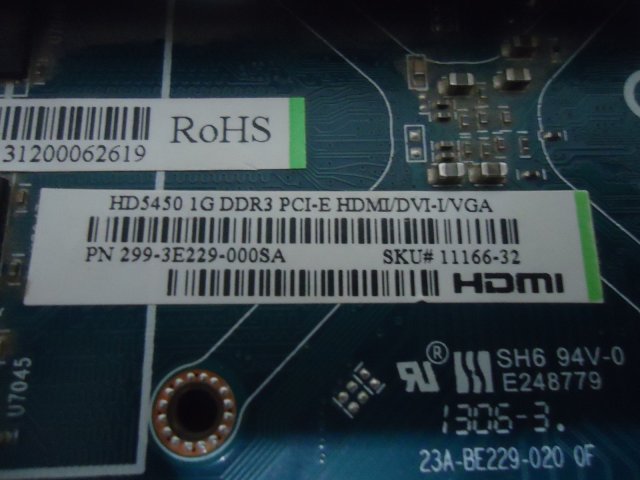 31200062619
RoHS
HD5450 1G DDR3 PCI-E HDMI/DVI-I/VGA
PN 299-3E229-000SA
SKU# 11166-32
HDMI
U7045
SH6 94V-0
E248779
1306-3.
23A-BE229-020 0F